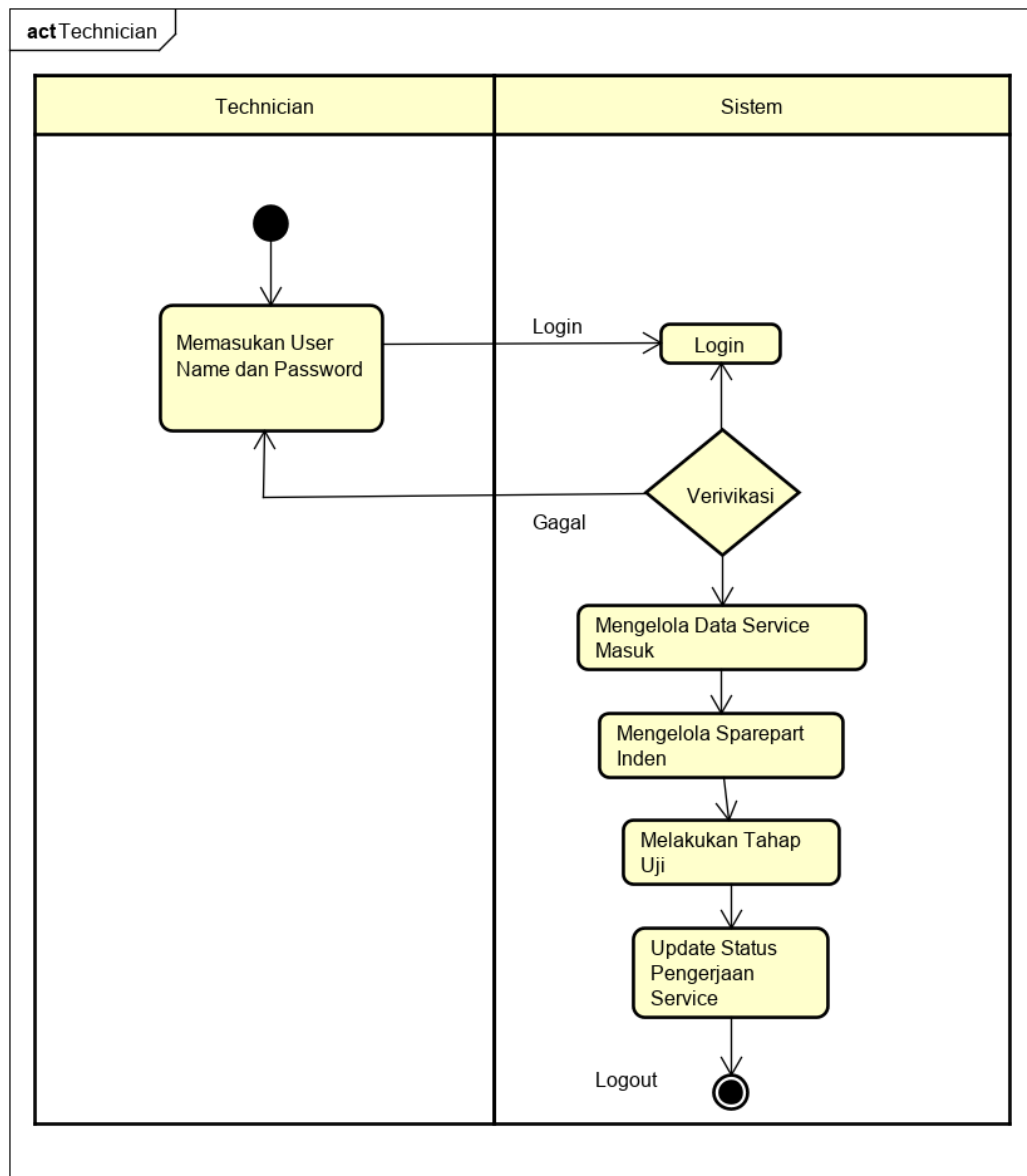 act Technician
Technician
Sistem
Memasukan User
Name dan Password
Login
Login
Verivikasi
Gagal
Mengelola Data Service
Masuk
Mengelola Sparepart
Inden
Melakukan Tahap
Uji
Update Status
Pengerjaan
Service
Logout